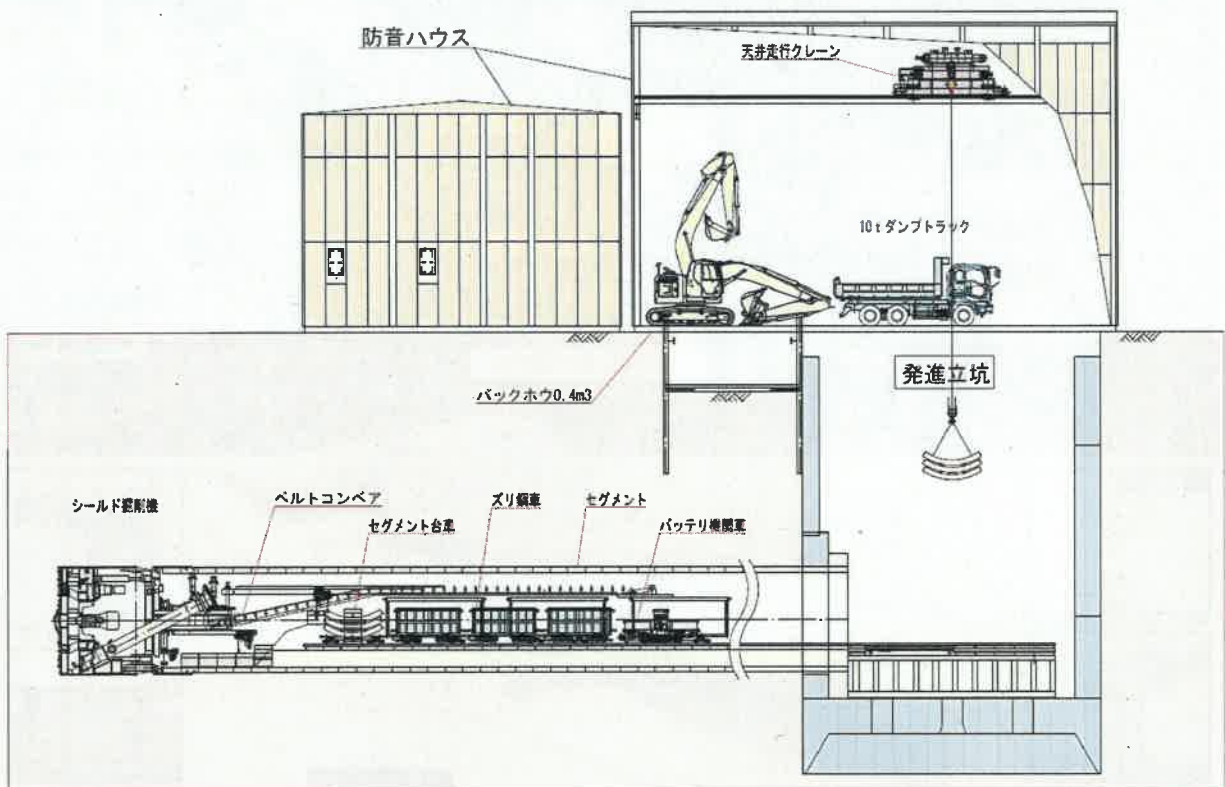 防音ハウス
天井走行クレーン
10tダンプトラック
発進立坑
バックホウ0.4m3
シールド掘削機
ベルトコンベア
セグメント台車
ズリ鋼車
セグメント
バッテリ機関車